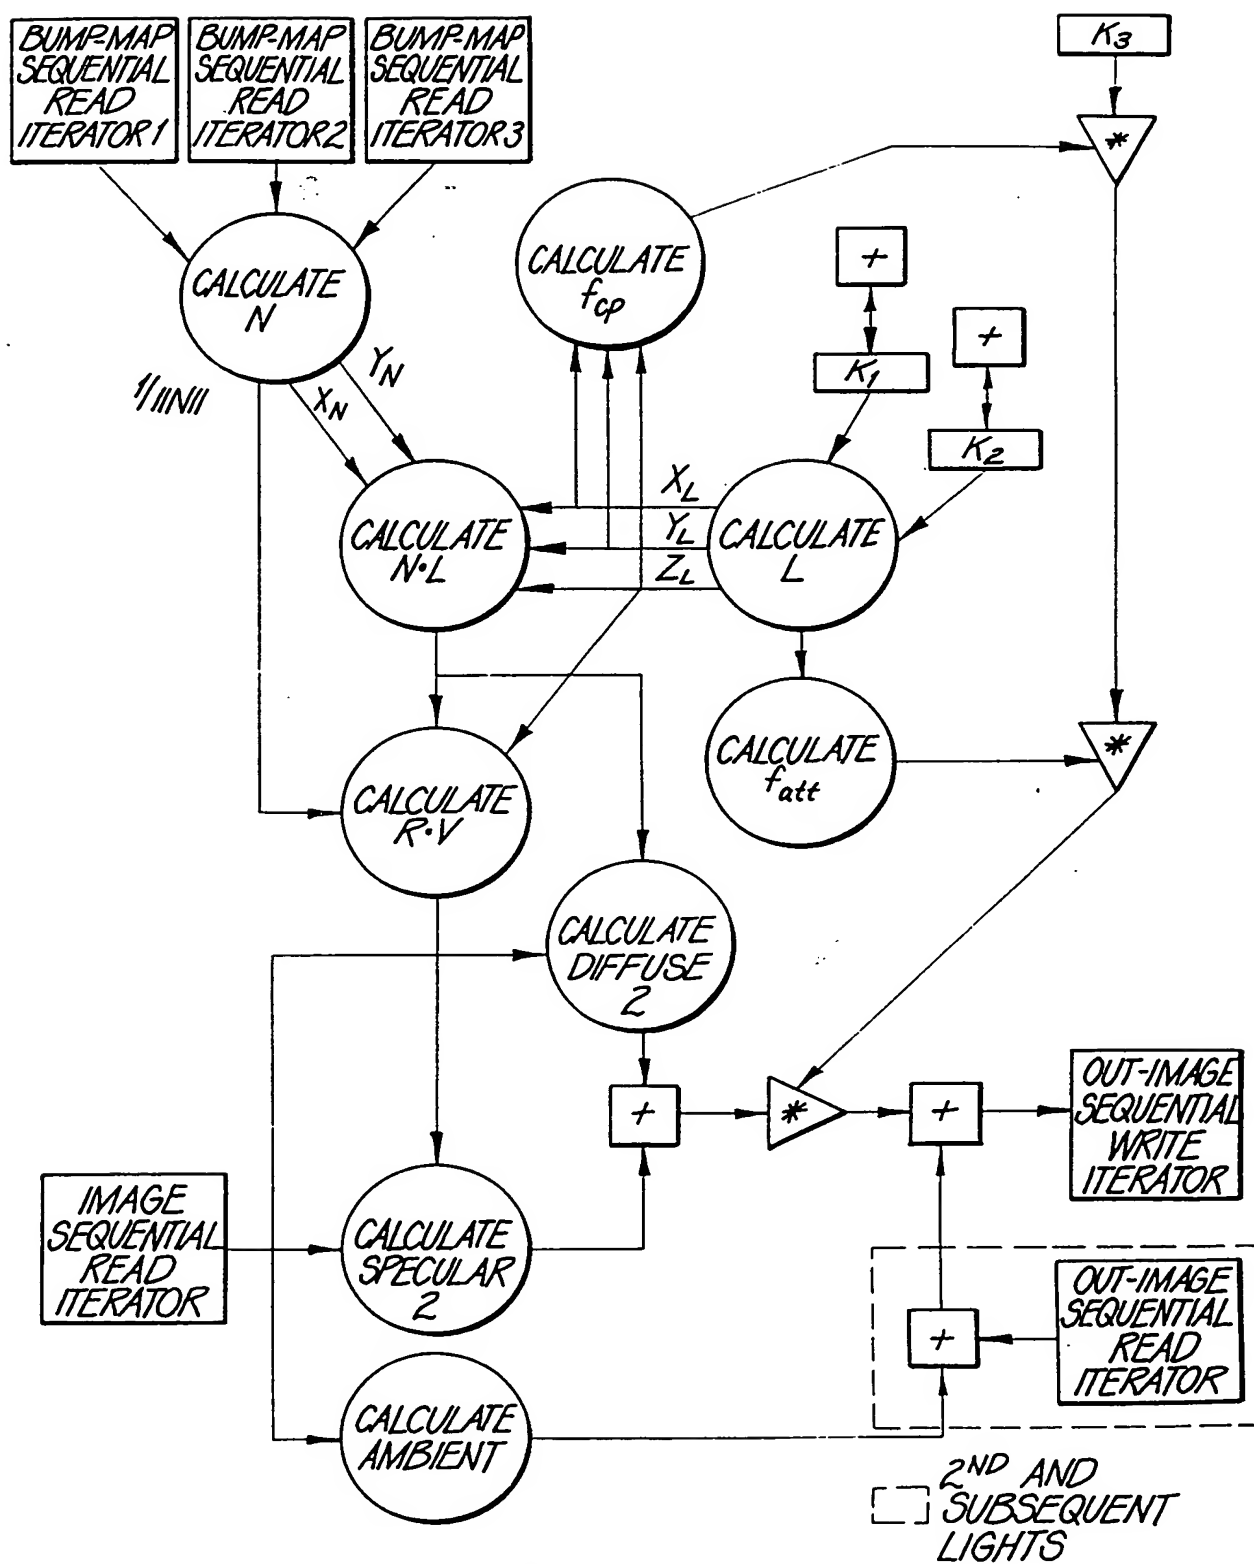 BUMP-MAP
SEQUENTIAL
READ
ITERATOR 1
BUMP-MAP
SEQUENTIAL
READ
ITERATOR 2
BUMP-MAP
SEQUENTIAL
READ
ITERATOR 3
K3
*
CALCULATE
N
CALCULATE
fcp
+
+
K1
K2
1/||N||
XN
YN
CALCULATE
N•L
XL
YL
ZL
CALCULATE
L
CALCULATE
R•V
CALCULATE
fatt
*
CALCULATE
DIFFUSE
2
+
*
+
OUT-IMAGE
SEQUENTIAL
WRITE
ITERATOR
IMAGE
SEQUENTIAL
READ
ITERATOR
CALCULATE
SPECULAR
2
+
OUT-IMAGE
SEQUENTIAL
READ
ITERATOR
CALCULATE
AMBIENT
2ND AND
SUBSEQUENT
LIGHTS